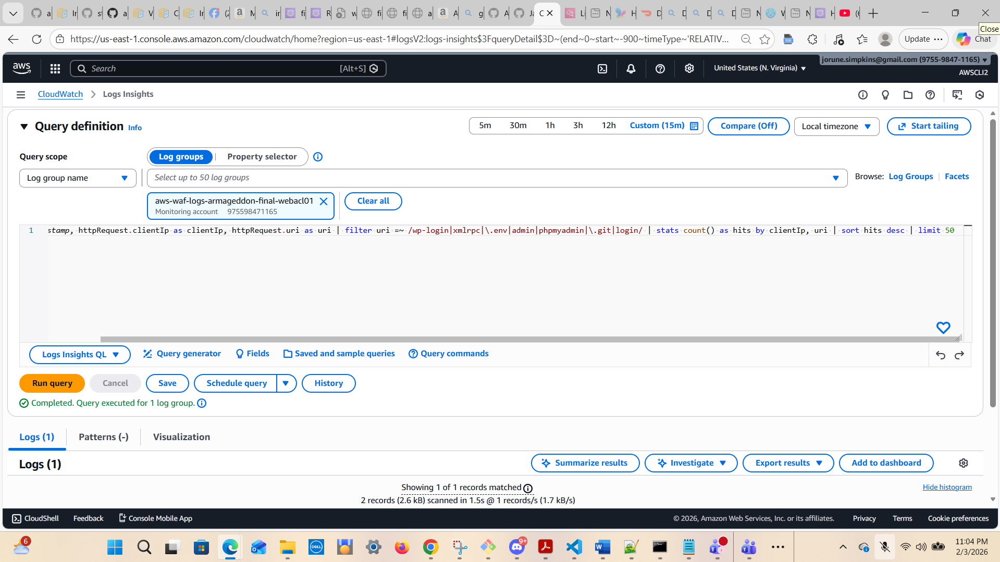 Close
https://us-east-1.console.aws.amazon.com/cloudwatch/home?region=us-east-1#logsV2:logs-insights$3FqueryDetail$3D~(end~0~start~-900~timeType~'RELATIV...
Update
Chat
aws
Search
[Alt+S]
United States (N. Virginia)
jorune.simpkins@gmail.com (9755-9847-1165)
AWSCLI2
CloudWatch
Logs Insights
Query definition
Info
5m
30m
1h
3h
12h
Custom (15m)
Compare (Off)
Local timezone
Start tailing
Query scope
Log groups
Property selector
Log group name
Select up to 50 log groups
Browse: Log Groups | Facets
aws-waf-logs-armageddon-final-webacl01
Monitoring account 975598471165
Clear all
1
stamp, httpRequest.clientIp as clientIp, httpRequest.uri as uri | filter uri =~ /wp-login|xmlrpc|\.env|admin|phpmyadmin|\.git|login/ | stats count() as hits by clientIp, uri | sort hits desc | limit 50
Logs Insights QL
Query generator
Fields
Saved and sample queries
Query commands
Run query
Cancel
Save
Schedule query
History
Completed. Query executed for 1 log group.
Logs (1)
Patterns (-)
Visualization
Logs (1)
Summarize results
Investigate
Export results
Add to dashboard
Showing 1 of 1 records matched
Hide histogram
2 records (2.6 kB) scanned in 1.5s @ 1 records/s (1.7 kB/s)
CloudShell
Feedback
Console Mobile App
© 2026, Amazon Web Services, Inc. or its affiliates.
Privacy
Terms
Cookie preferences
6
DELL
9+
11:04 PM
2/3/2026